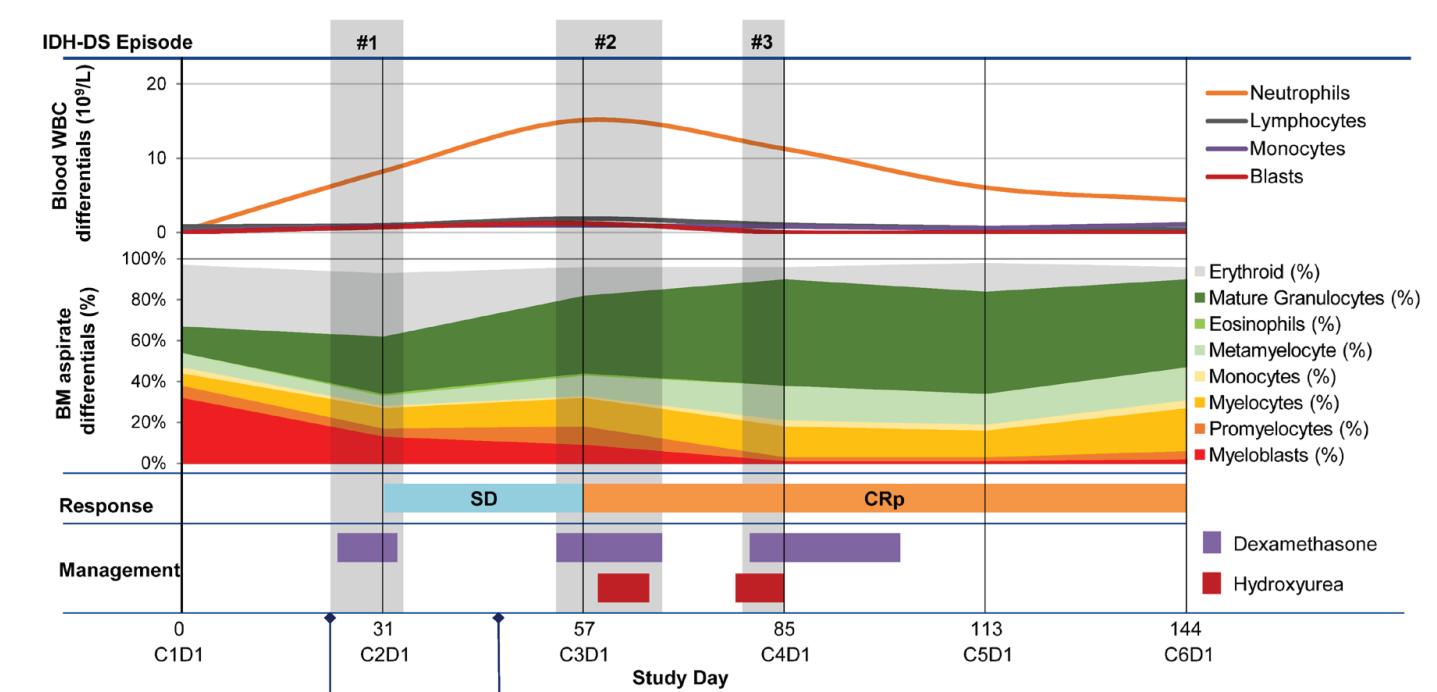 IDH-DS Episode #1 #2 #3
Blood WBC
differentials (10⁹/L)
20
10
0
Neutrophils
Lymphocytes
Monocytes
Blasts
BM aspirate
differentials (%)
100%
80%
60%
40%
20%
0%
Erythroid (%)
Mature Granulocytes (%)
Eosinophils (%)
Metamyelocyte (%)
Monocytes (%)
Myelocytes (%)
Promyelocytes (%)
Myeloblasts (%)
Response SD CRp
Management
Dexamethasone
Hydroxyurea
0 31 57 85 113 144
C1D1 C2D1 C3D1 C4D1 C5D1 C6D1
Study Day